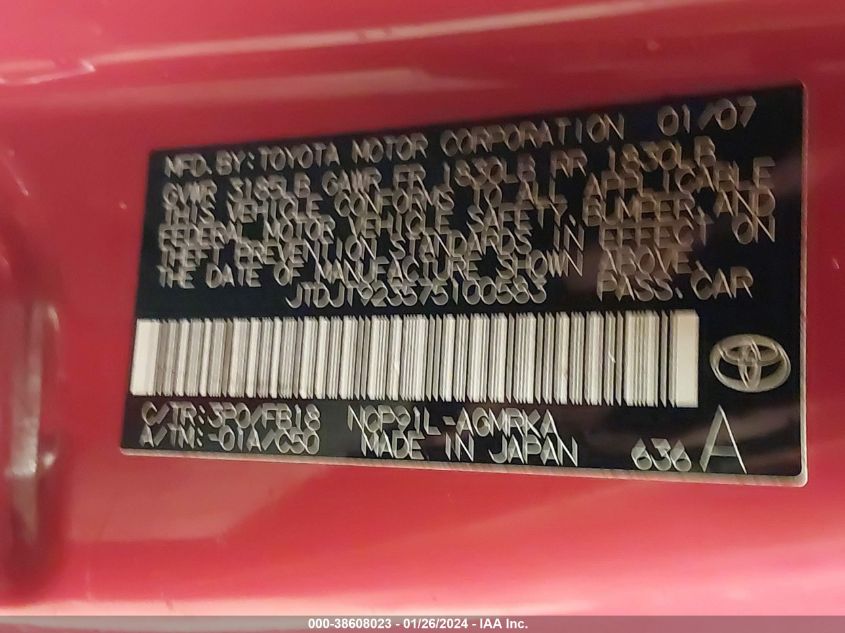 MFD. BY: TOYOTA MOTOR CORPORATION 01/07
GVWR 3185LB GAWR FR 1830LB RR 1830LB
THIS VEHICLE CONFORMS TO ALL APPLICABLE
FEDERAL MOTOR VEHICLE SAFETY, BUMPER, AND
THEFT PREVENTION STANDARDS IN EFFECT ON
THE DATE OF MANUFACTURE SHOWN ABOVE.
JTDJT923575100583 PASS. CAR
C/TR: 3P0/FB18 NCP91L-AGMRKA
A/TM: -01A/C50 MADE IN JAPAN 636 A
000-38608023 - 01/26/2024 - IAA Inc.